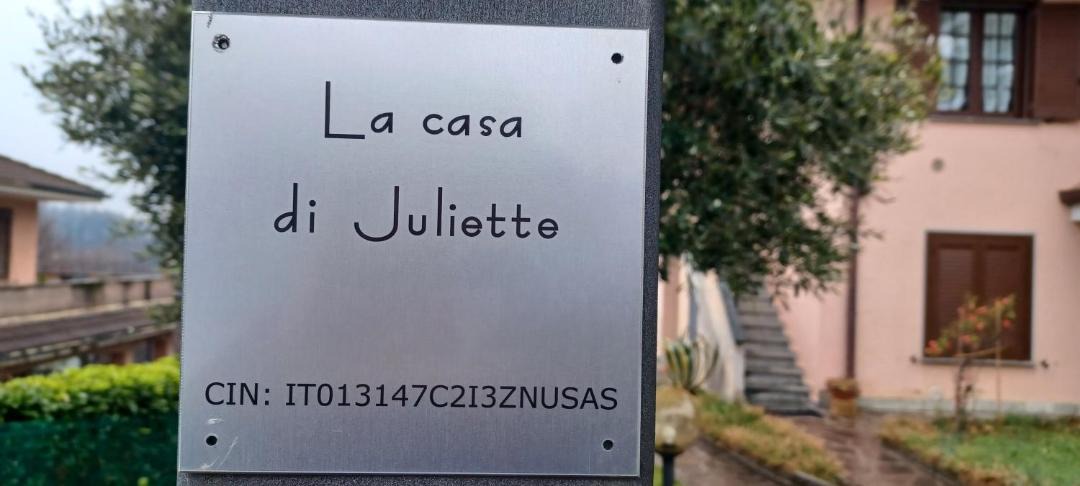 La casa
di Juliette
CIN: IT013147C2I3ZNUSAS